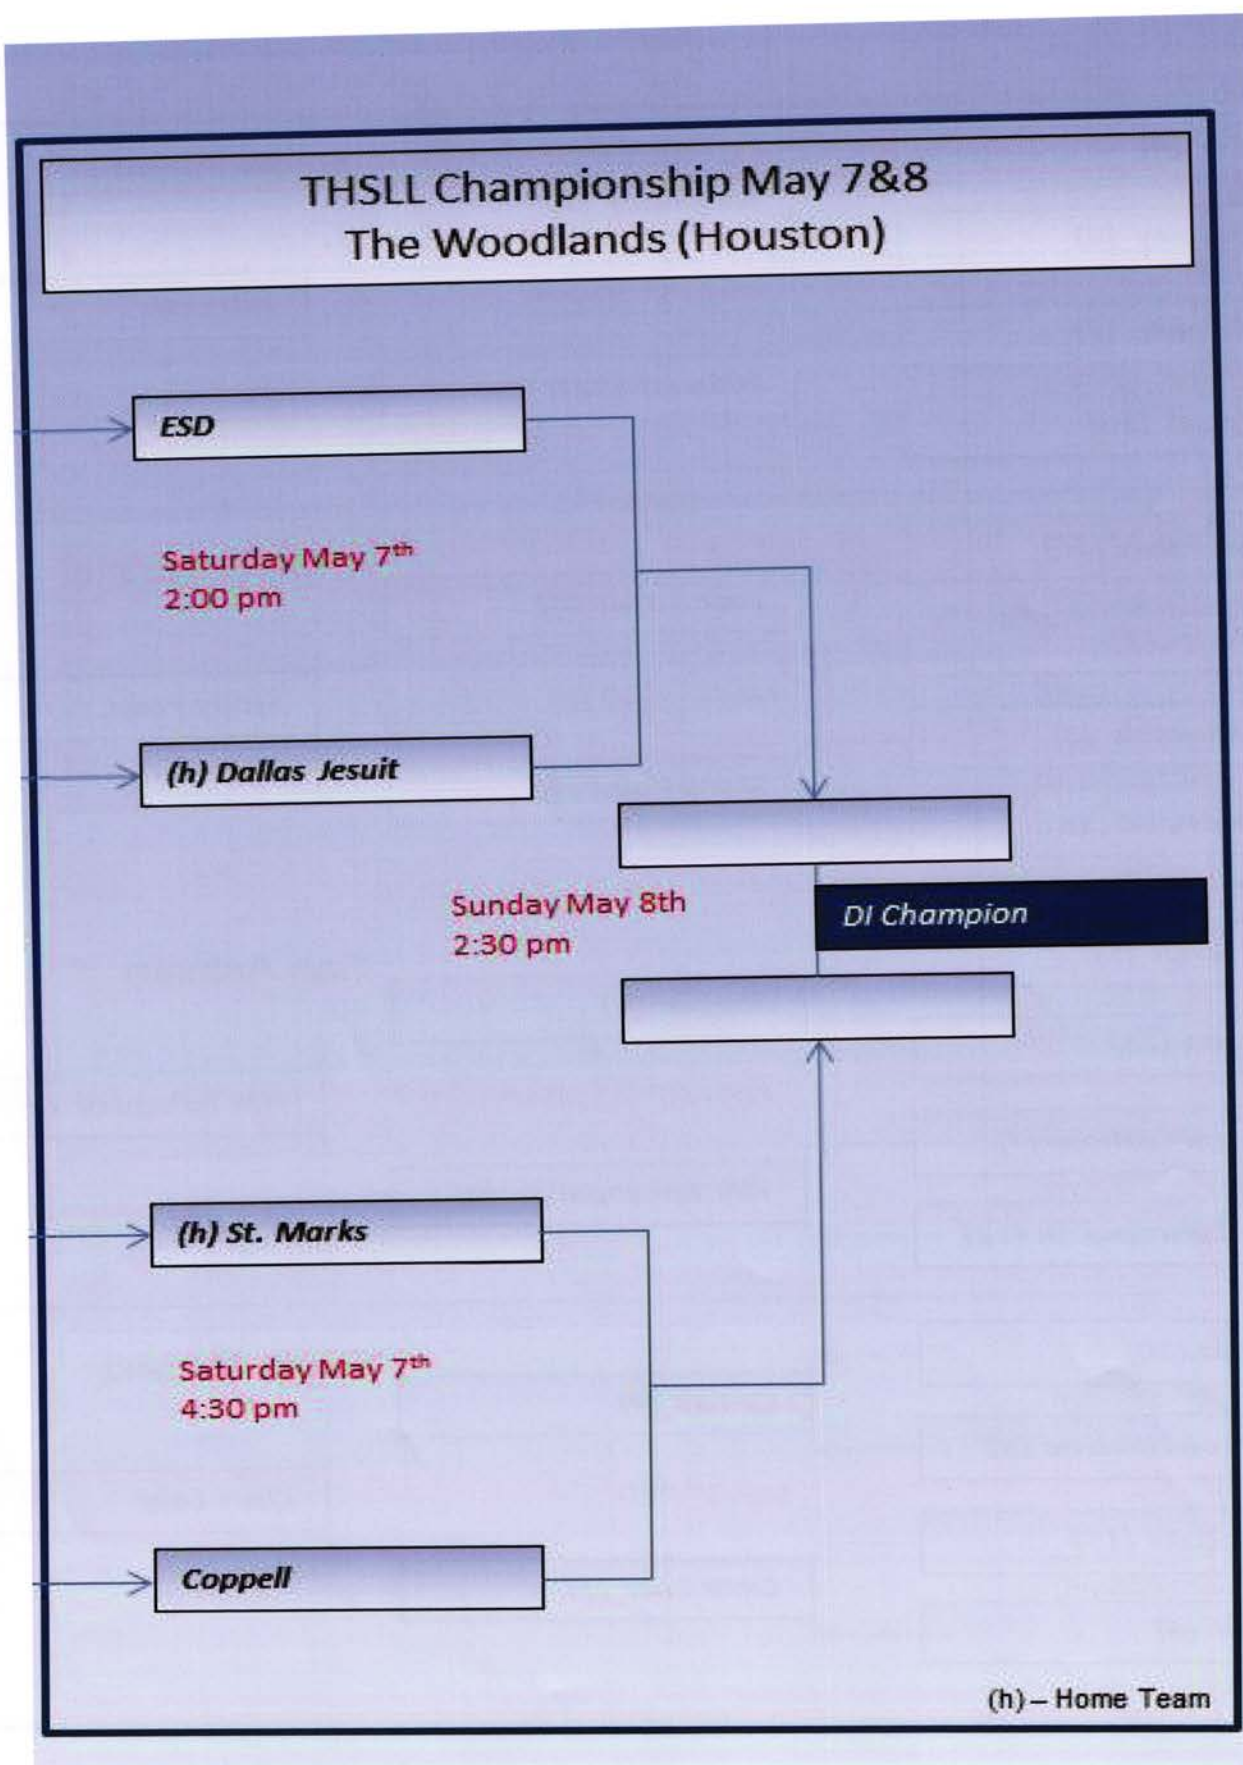 THSLL Championship May 7&8
The Woodlands (Houston)
ESD
Saturday May 7th
2:00 pm
(h) Dallas Jesuit
Sunday May 8th
2:30 pm
DI Champion
(h) St. Marks
Saturday May 7th
4:30 pm
Coppell
(h) – Home Team